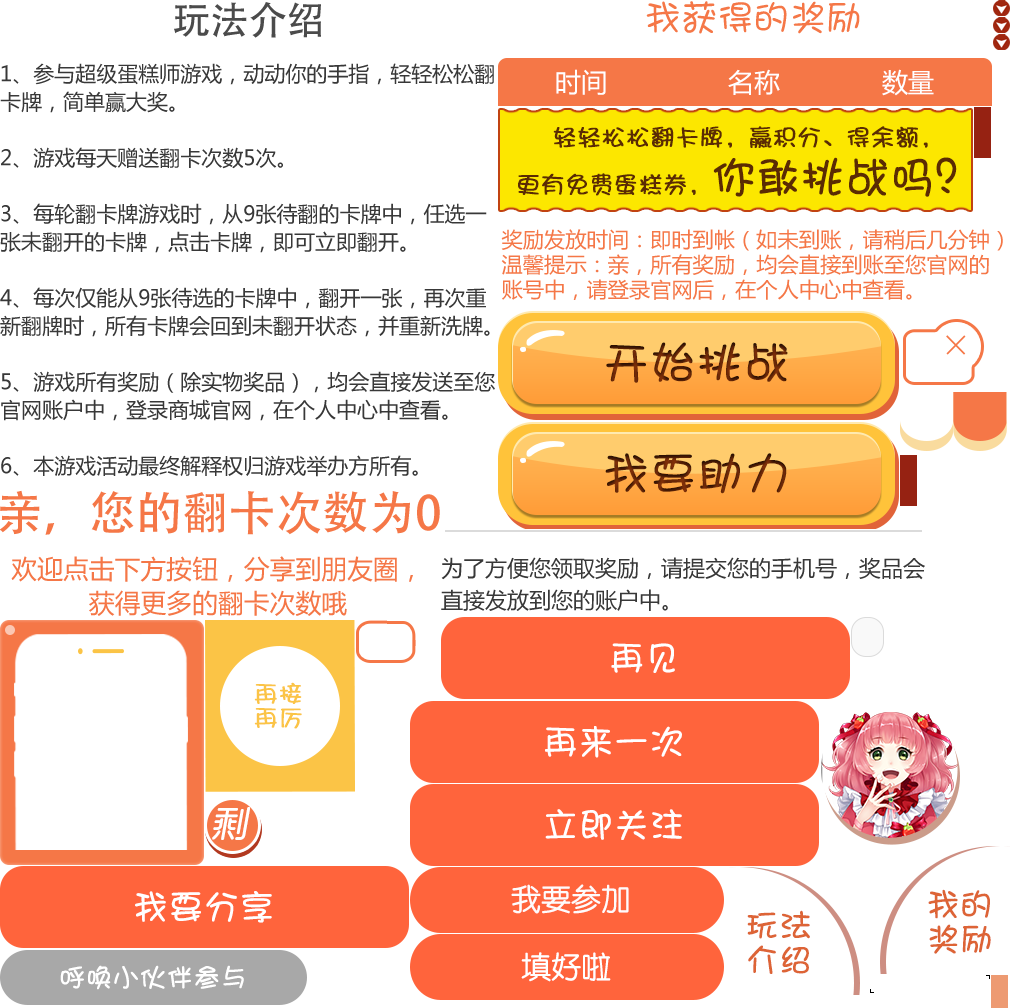 玩法介绍
1、参与超级蛋糕师游戏，动动你的手指，轻轻松松翻
卡牌，简单赢大奖。
2、游戏每天赠送翻卡次数5次。
3、每轮翻卡牌游戏时，从9张待翻的卡牌中，任选一
张未翻开的卡牌，点击卡牌，即可立即翻开。
4、每次仅能从9张待选的卡牌中，翻开一张，再次重
新翻牌时，所有卡牌会回到未翻开状态，并重新洗牌。
5、游戏所有奖励（除实物奖品），均会直接发送至您
官网账户中，登录商城官网，在个人中心中查看。
6、本游戏活动最终解释权归游戏举办方所有。
我获得的奖励
时间 名称 数量
轻轻松松翻卡牌，赢积分、得余额，
更有免费蛋糕券，你敢挑战吗？
奖励发放时间：即时到帐（如未到账，请稍后几分钟）
温馨提示：亲，所有奖励，均会直接到账至您官网的
账号中，请登录官网后，在个人中心中查看。
开始挑战
我要助力
亲，您的翻卡次数为0
欢迎点击下方按钮，分享到朋友圈，
获得更多的翻卡次数哦
为了方便您领取奖励，请提交您的手机号，奖品会
直接发放到您的账户中。
再接
再厉
剩
再见
再来一次
立即关注
我要分享
我要参加
呼唤小伙伴参与
填好啦
玩法
介绍
我的
奖励